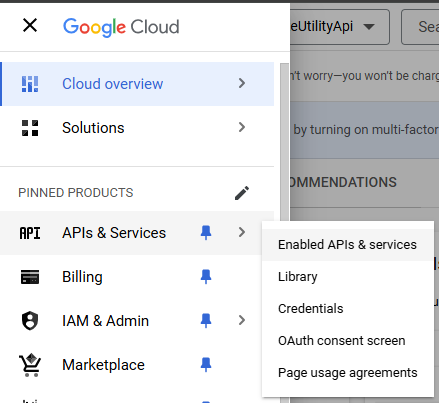 Google Cloud
eUtilityApi
Sea
Cloud overview
't worry—you won't be charg
Solutions
by turning on multi-factor
PINNED PRODUCTS
OMMENDATIONS
API APIs & Services
Enabled APIs & services
Billing
Library
IAM & Admin
Credentials
OAuth consent screen
Marketplace
Page usage agreements